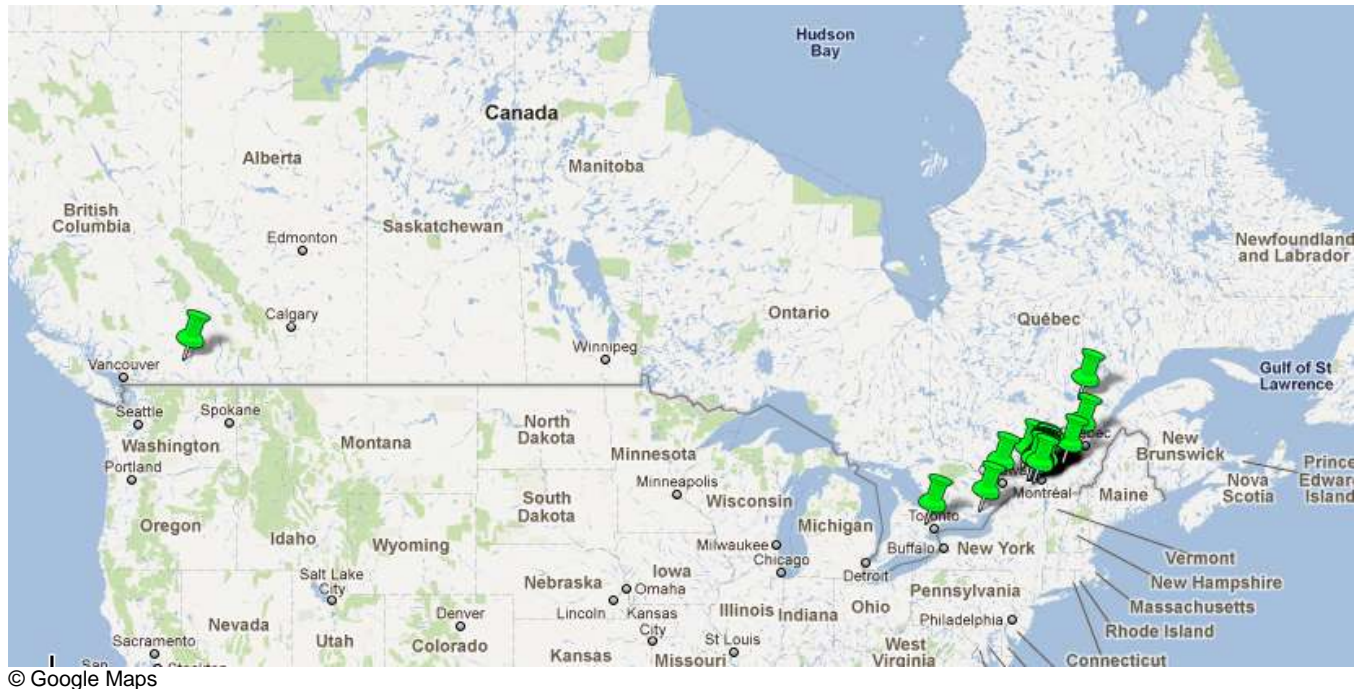 Hudson
Bay
Canada
Alberta
Manitoba
British
Columbia
Saskatchewan
Edmonton
Newfoundland
and Labrador
Ontario
Québec
Calgary
Winnipeg
Vancouver
Gulf of St
Lawrence
Seattle
Spokane
Washington
Montana
North
Dakota
Minnesota
New
Brunswick
Prince
Edward
Island
Nova
Scotia
Portland
Minneapolis
Wisconsin
Montréal
Maine
South
Dakota
Oregon
Idaho
Wyoming
Michigan
Toronto
Milwaukee
Buffalo
New York
Vermont
Chicago
Detroit
Salt Lake
City
Nebraska
Iowa
Omaha
New Hampshire
Pennsylvania
Massachusetts
Lincoln
Kansas
City
Illinois
Indiana
Ohio
Denver
Philadelphia
Rhode Island
Nevada
Utah
Colorado
Sacramento
St Louis
West
Virginia
Connecticut
San
Stockton
Kansas
Missouri
© Google Maps